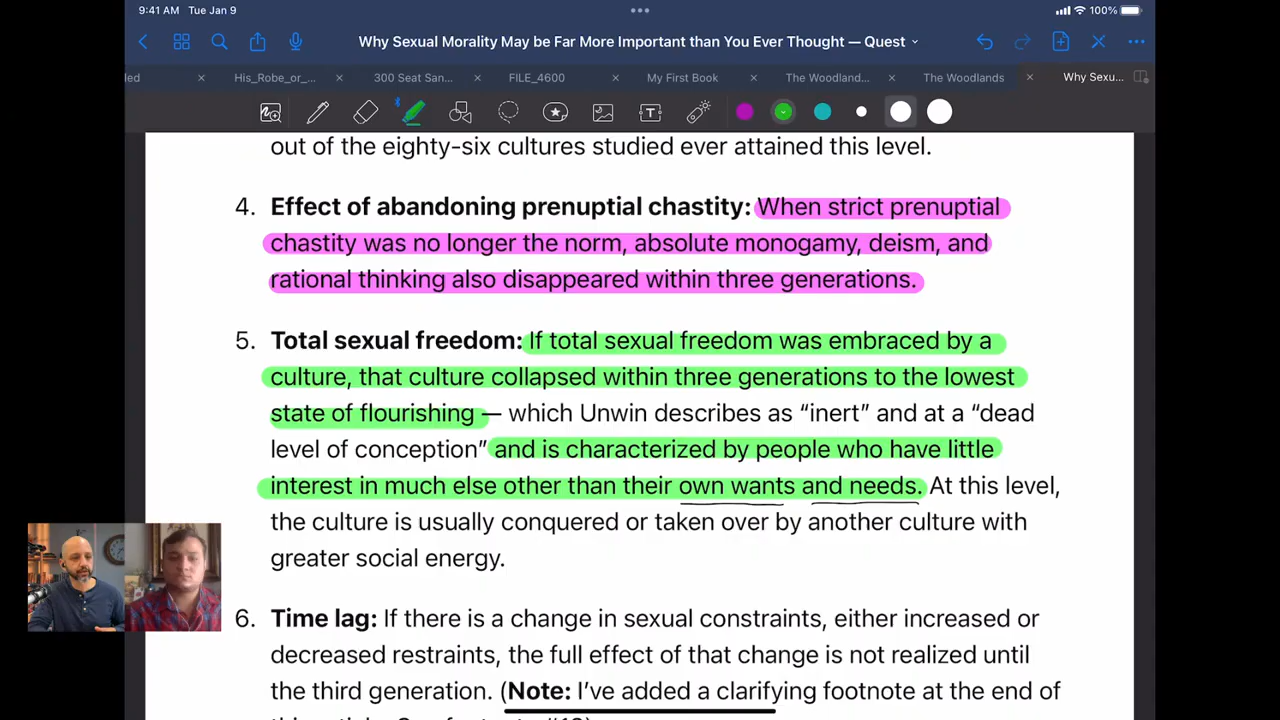 9:41 AM Tue Jan 9
100%
Why Sexual Morality May be Far More Important than You Ever Thought — Quest
led
His_Robe_or_...
300 Seat San...
FILE_4600
My First Book
The Woodland...
The Woodlands
Why Sexu...
out of the eighty-six cultures studied ever attained this level.
4. Effect of abandoning prenuptial chastity: When strict prenuptial
chastity was no longer the norm, absolute monogamy, deism, and
rational thinking also disappeared within three generations.
5. Total sexual freedom: If total sexual freedom was embraced by a
culture, that culture collapsed within three generations to the lowest
state of flourishing — which Unwin describes as “inert” and at a “dead
level of conception” and is characterized by people who have little
interest in much else other than their own wants and needs. At this level,
the culture is usually conquered or taken over by another culture with
greater social energy.
6. Time lag: If there is a change in sexual constraints, either increased or
decreased restraints, the full effect of that change is not realized until
the third generation. (Note: I’ve added a clarifying footnote at the end of